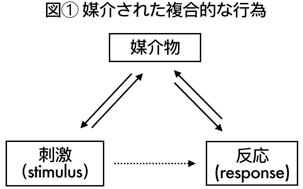 図① 媒介された複合的な行為
媒介物
刺激
(stimulus)
反応
(response)